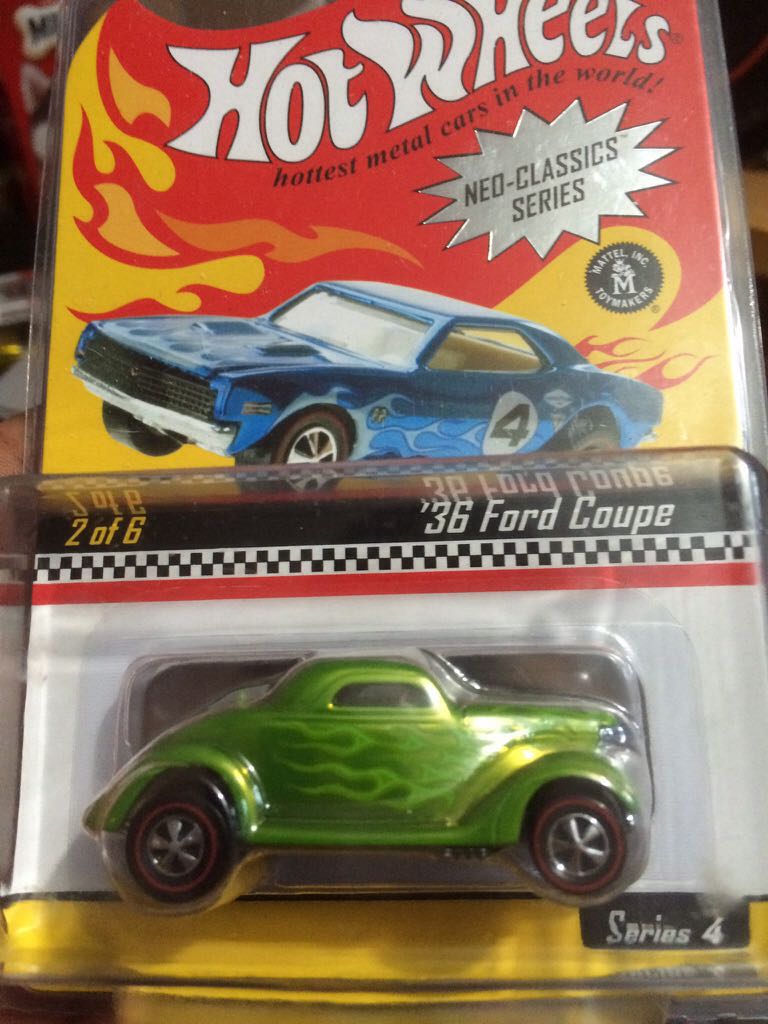 HOT WHEELS®
hottest metal cars in the world!
NEO-CLASSICS™
SERIES
MATTEL, INC.
M
TOYMAKERS
®
4
2 of 6
'36 Ford Coupe
Series 4